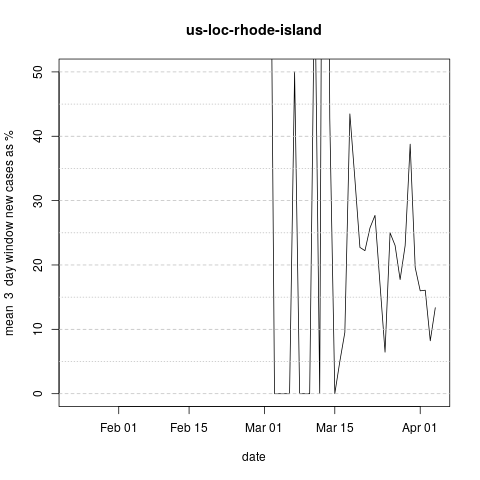 us-loc-rhode-island
mean 3 day window new cases as %
50
40
30
20
10
0
Feb 01 Feb 15 Mar 01 Mar 15 Apr 01
date